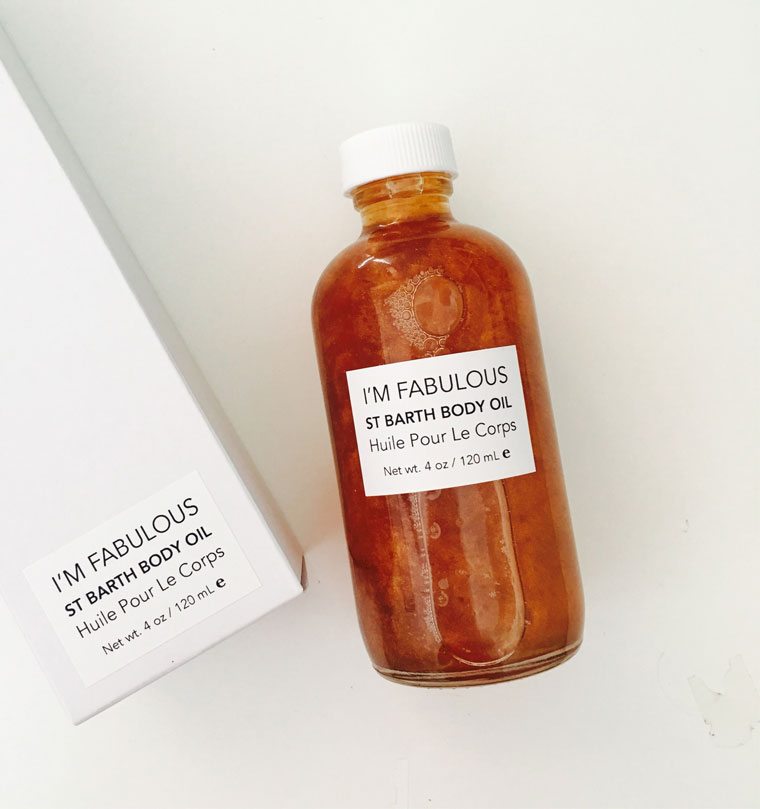 I'M FABULOUS
ST BARTH BODY OIL
Huile Pour Le Corps
Net wt. 4 oz / 120 mL e
I'M FABULOUS
ST BARTH BODY OIL
Huile Pour Le Corps
Net wt. 4 oz / 120 mL e